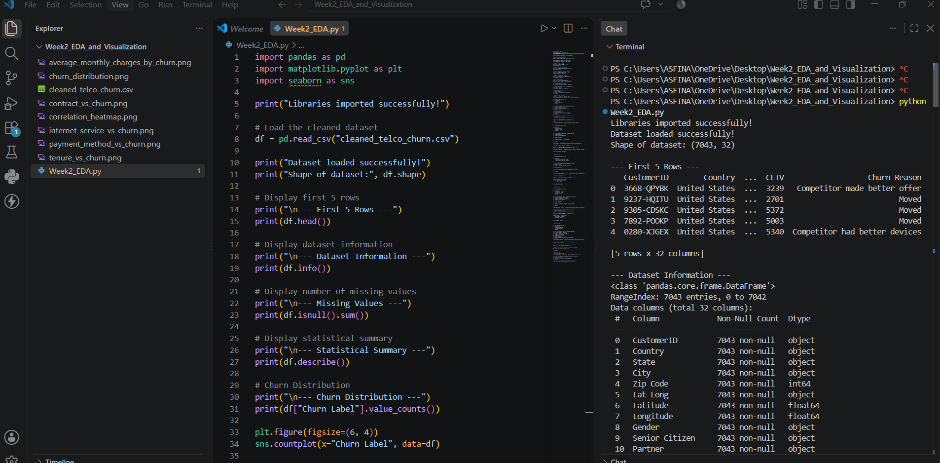 File Edit Selection View Go Run Terminal Help
Week2_EDA_and_Visualization
Explorer
Week2_EDA_and_Visualization
average_monthly_charges_by_churn.png
churn_distribution.png
cleaned_telco_churn.csv
contract_vs_churn.png
correlation_heatmap.png
internet_service_vs_churn.png
payment_method_vs_churn.png
tenure_vs_churn.png
Week2_EDA.py 1
Timeline
Welcome
Week2_EDA.py 1
Week2_EDA.py > ...
1 import pandas as pd
2 import matplotlib.pyplot as plt
3 import seaborn as sns
4
5 print("Libraries imported successfully!")
6
7 # Load the cleaned dataset
8 df = pd.read_csv("cleaned_telco_churn.csv")
9
10 print("Dataset loaded successfully!")
11 print("Shape of dataset:", df.shape)
12
13 # Display first 5 rows
14 print("\n--- First 5 Rows ---")
15 print(df.head())
16
17 # Display dataset information
18 print("\n--- Dataset Information ---")
19 print(df.info())
20
21 # Display number of missing values
22 print("\n--- Missing Values ---")
23 print(df.isnull().sum())
24
25 # Display statistical summary
26 print("\n--- Statistical Summary ---")
27 print(df.describe())
28
29 # Churn Distribution
30 print("\n--- Churn Distribution ---")
31 print(df["Churn Label"].value_counts())
32
33 plt.figure(figsize=(6, 4))
34 sns.countplot(x="Churn Label", data=df)
35
Chat
Terminal
PS C:\Users\ASFINA\OneDrive\Desktop\Week2_EDA_and_Visualization> ^C
PS C:\Users\ASFINA\OneDrive\Desktop\Week2_EDA_and_Visualization> ^C
PS C:\Users\ASFINA\OneDrive\Desktop\Week2_EDA_and_Visualization> ^C
PS C:\Users\ASFINA\OneDrive\Desktop\Week2_EDA_and_Visualization> python
Week2_EDA.py
Libraries imported successfully!
Dataset loaded successfully!
Shape of dataset: (7043, 32)
--- First 5 Rows ---
CustomerID Country ... CLTV Churn Reason
0 3668-QPYBK United States ... 3239 Competitor made better offer
1 9237-HQITU United States ... 2701 Moved
2 9305-CDSKC United States ... 5372 Moved
3 7892-POOKP United States ... 5003 Moved
4 0280-XJGEX United States ... 5340 Competitor had better devices
[5 rows x 32 columns]
--- Dataset Information ---
<class 'pandas.core.frame.DataFrame'>
RangeIndex: 7043 entries, 0 to 7042
Data columns (total 32 columns):
# Column Non-Null Count Dtype
0 CustomerID 7043 non-null object
1 Country 7043 non-null object
2 State 7043 non-null object
3 City 7043 non-null object
4 Zip Code 7043 non-null int64
5 Lat Long 7043 non-null object
6 Latitude 7043 non-null float64
7 Longitude 7043 non-null float64
8 Gender 7043 non-null object
9 Senior Citizen 7043 non-null object
10 Partner 7043 non-null object
Chat